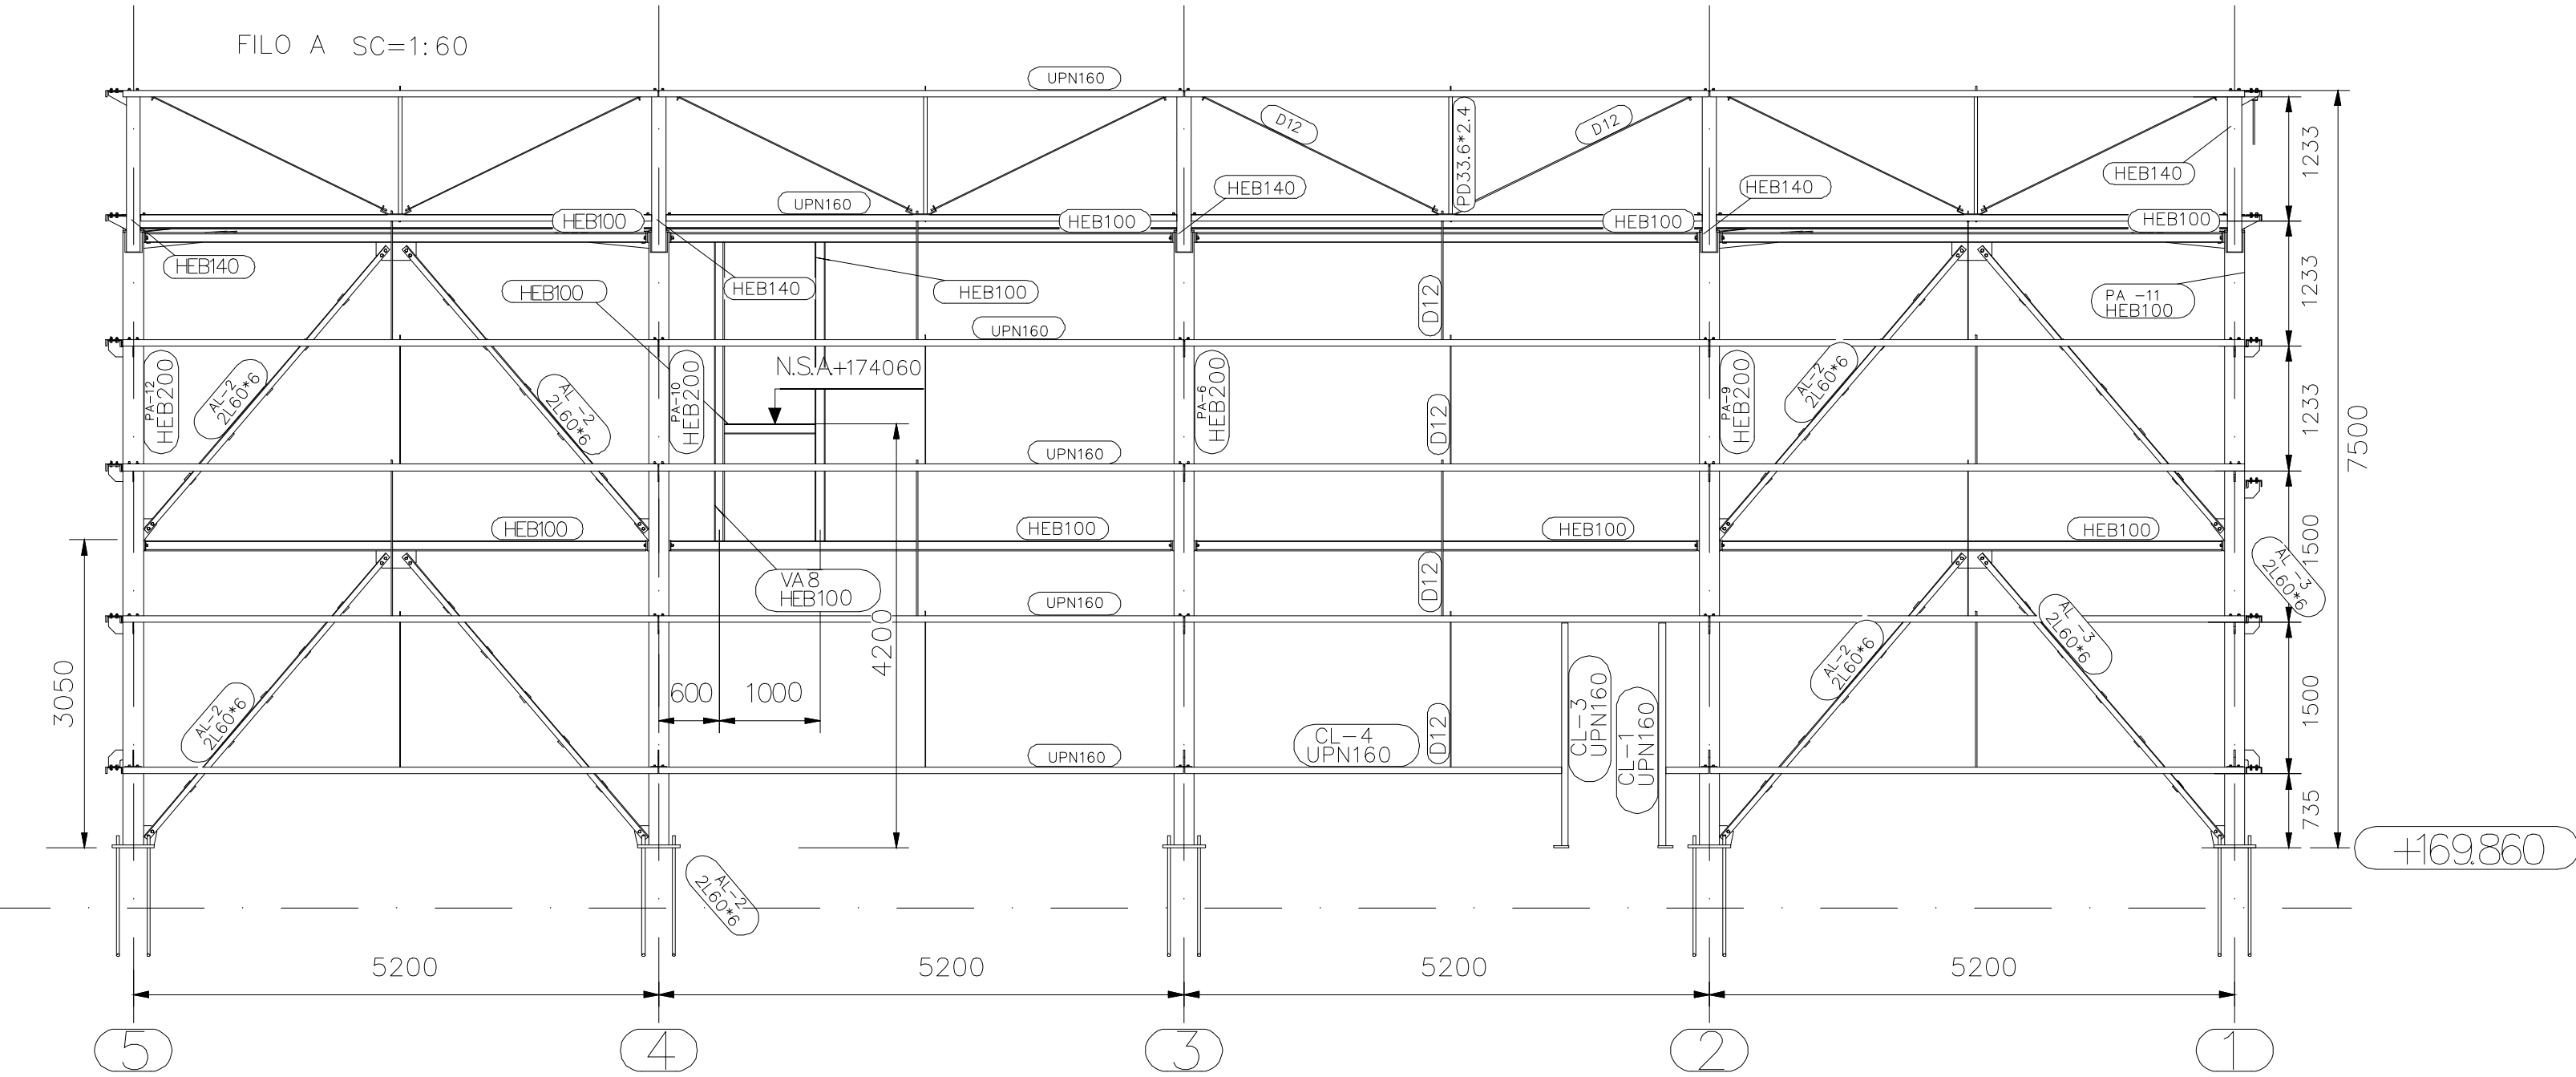 FILO A SC=1:60
UPN160
D12
D12
PD33.6*2.4
1233
HEB140
HEB140
HEB140
UPN160
HEB100
HEB100
HEB100
HEB100
HEB140
HEB100
HEB140
HEB100
D12
PA -11
HEB100
1233
UPN160
PA-12
HEB200
AL-2
2L60*6
AL -2
2L60*6
PA-10
HEB200
N.S.A+174060
PA-6
HEB200
D12
PA-9
HEB200
AL-2
2L60*6
1233
7500
UPN160
HEB100
HEB100
HEB100
HEB100
1500
AL -3
2L60*6
VA 8
HEB100
UPN160
D12
4200
3050
AL-2
2L60*6
600
1000
AL-2
2L60*6
AL -3
2L60*6
CL-3
UPN160
CL-1
UPN160
1500
UPN160
CL-4
UPN160
D12
735
+169.860
AL-2
2L60*6
5200
5200
5200
5200
5
4
3
2
1